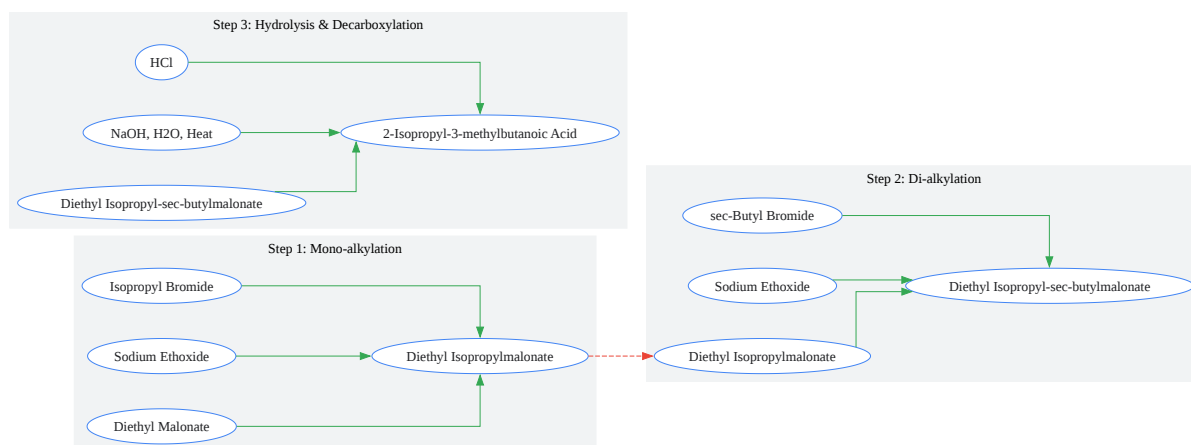 Step 3: Hydrolysis & Decarboxylation
HCl
NaOH, H2O, Heat
2-Isopropyl-3-methylbutanoic Acid
Diethyl Isopropyl-sec-butylmalonate
Step 2: Di-alkylation
sec-Butyl Bromide
Sodium Ethoxide
Diethyl Isopropyl-sec-butylmalonate
Diethyl Isopropylmalonate
Step 1: Mono-alkylation
Isopropyl Bromide
Sodium Ethoxide
Diethyl Isopropylmalonate
Diethyl Malonate